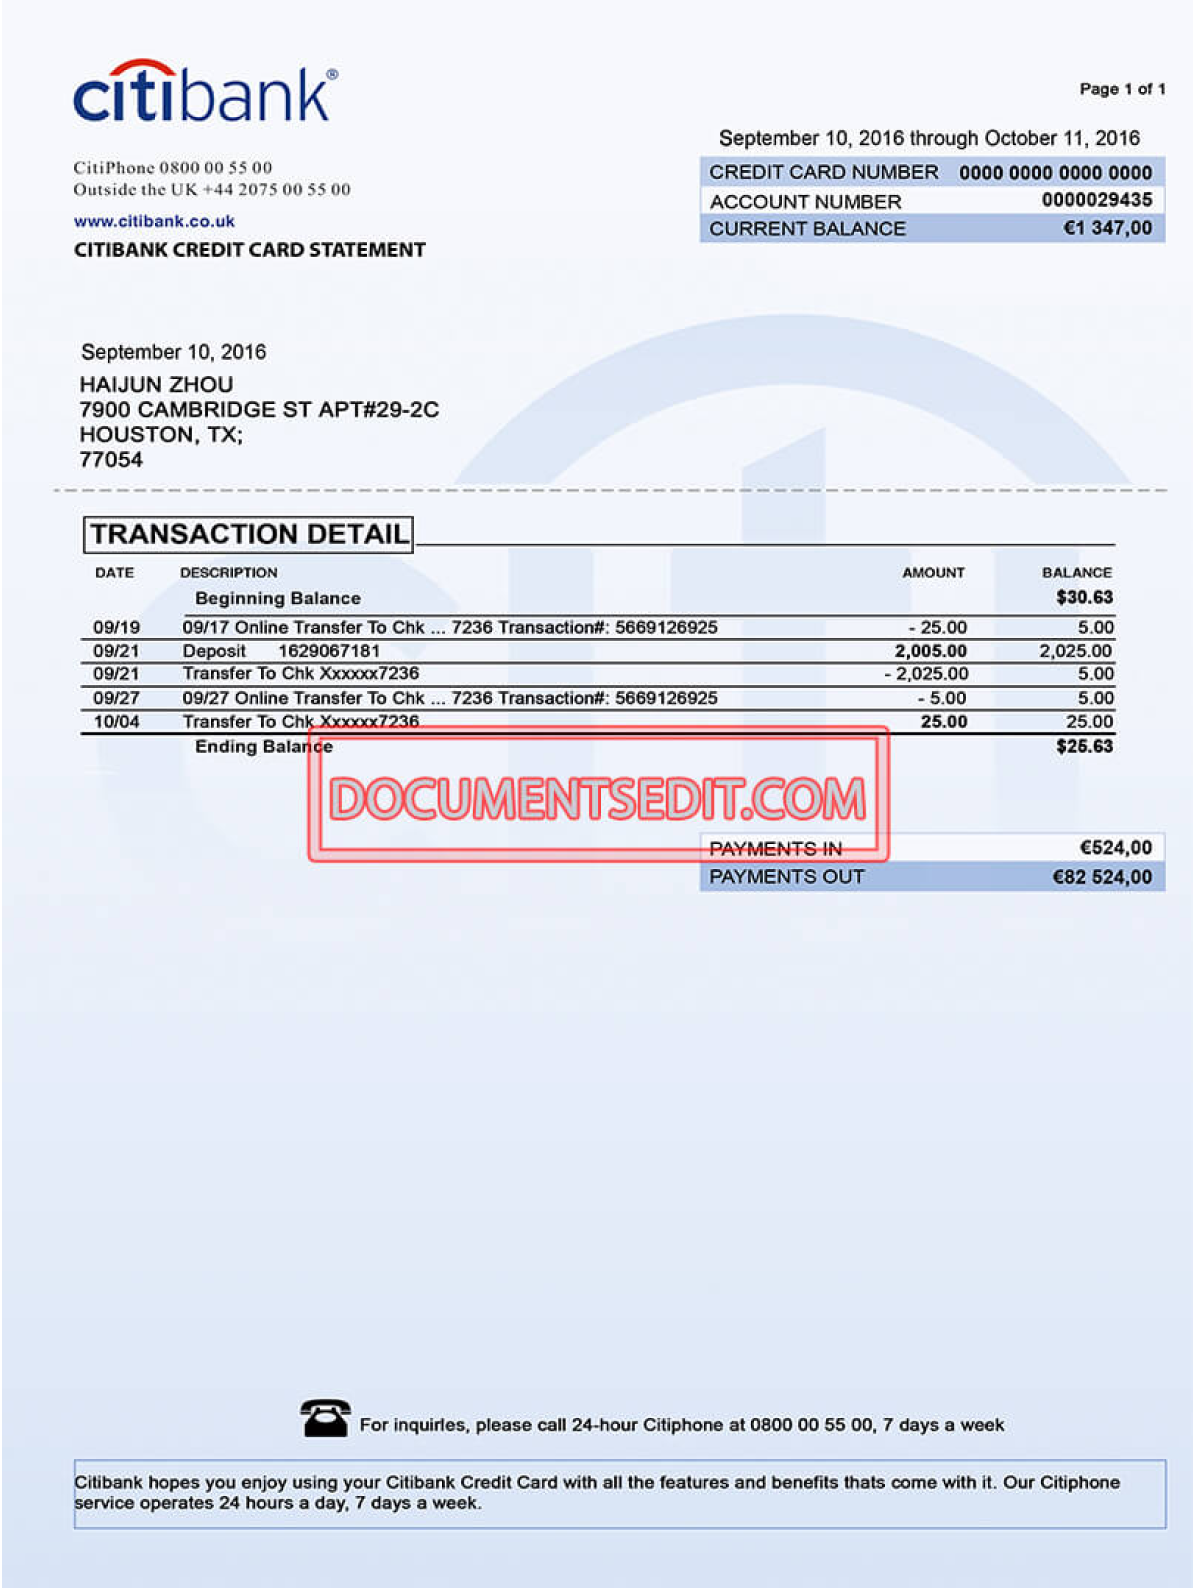 citibank®
Page 1 of 1
September 10, 2016 through October 11, 2016
CitiPhone 0800 00 55 00
CREDIT CARD NUMBER 0000 0000 0000 0000
Outside the UK +44 2075 00 55 00
ACCOUNT NUMBER 0000029435
www.citibank.co.uk
CURRENT BALANCE €1 347,00
CITIBANK CREDIT CARD STATEMENT
September 10, 2016
HAIJUN ZHOU
7900 CAMBRIDGE ST APT#29-2C
HOUSTON, TX;
77054
TRANSACTION DETAIL
DATE DESCRIPTION AMOUNT BALANCE
Beginning Balance $30.63
09/19 09/17 Online Transfer To Chk ... 7236 Transaction#: 5669126925 - 25.00 5.00
09/21 Deposit 1629067181 2,005.00 2,025.00
09/21 Transfer To Chk Xxxxxx7236 - 2,025.00 5.00
09/27 09/27 Online Transfer To Chk ... 7236 Transaction#: 5669126925 - 5.00 5.00
10/04 Transfer To Chk Xxxxxx7236 25.00 25.00
Ending Balance $25.63
DOCUMENTSEDIT.COM
PAYMENTS IN €524,00
PAYMENTS OUT €82 524,00
For inquiries, please call 24-hour Citiphone at 0800 00 55 00, 7 days a week
Citibank hopes you enjoy using your Citibank Credit Card with all the features and benefits thats come with it. Our Citiphone
service operates 24 hours a day, 7 days a week.